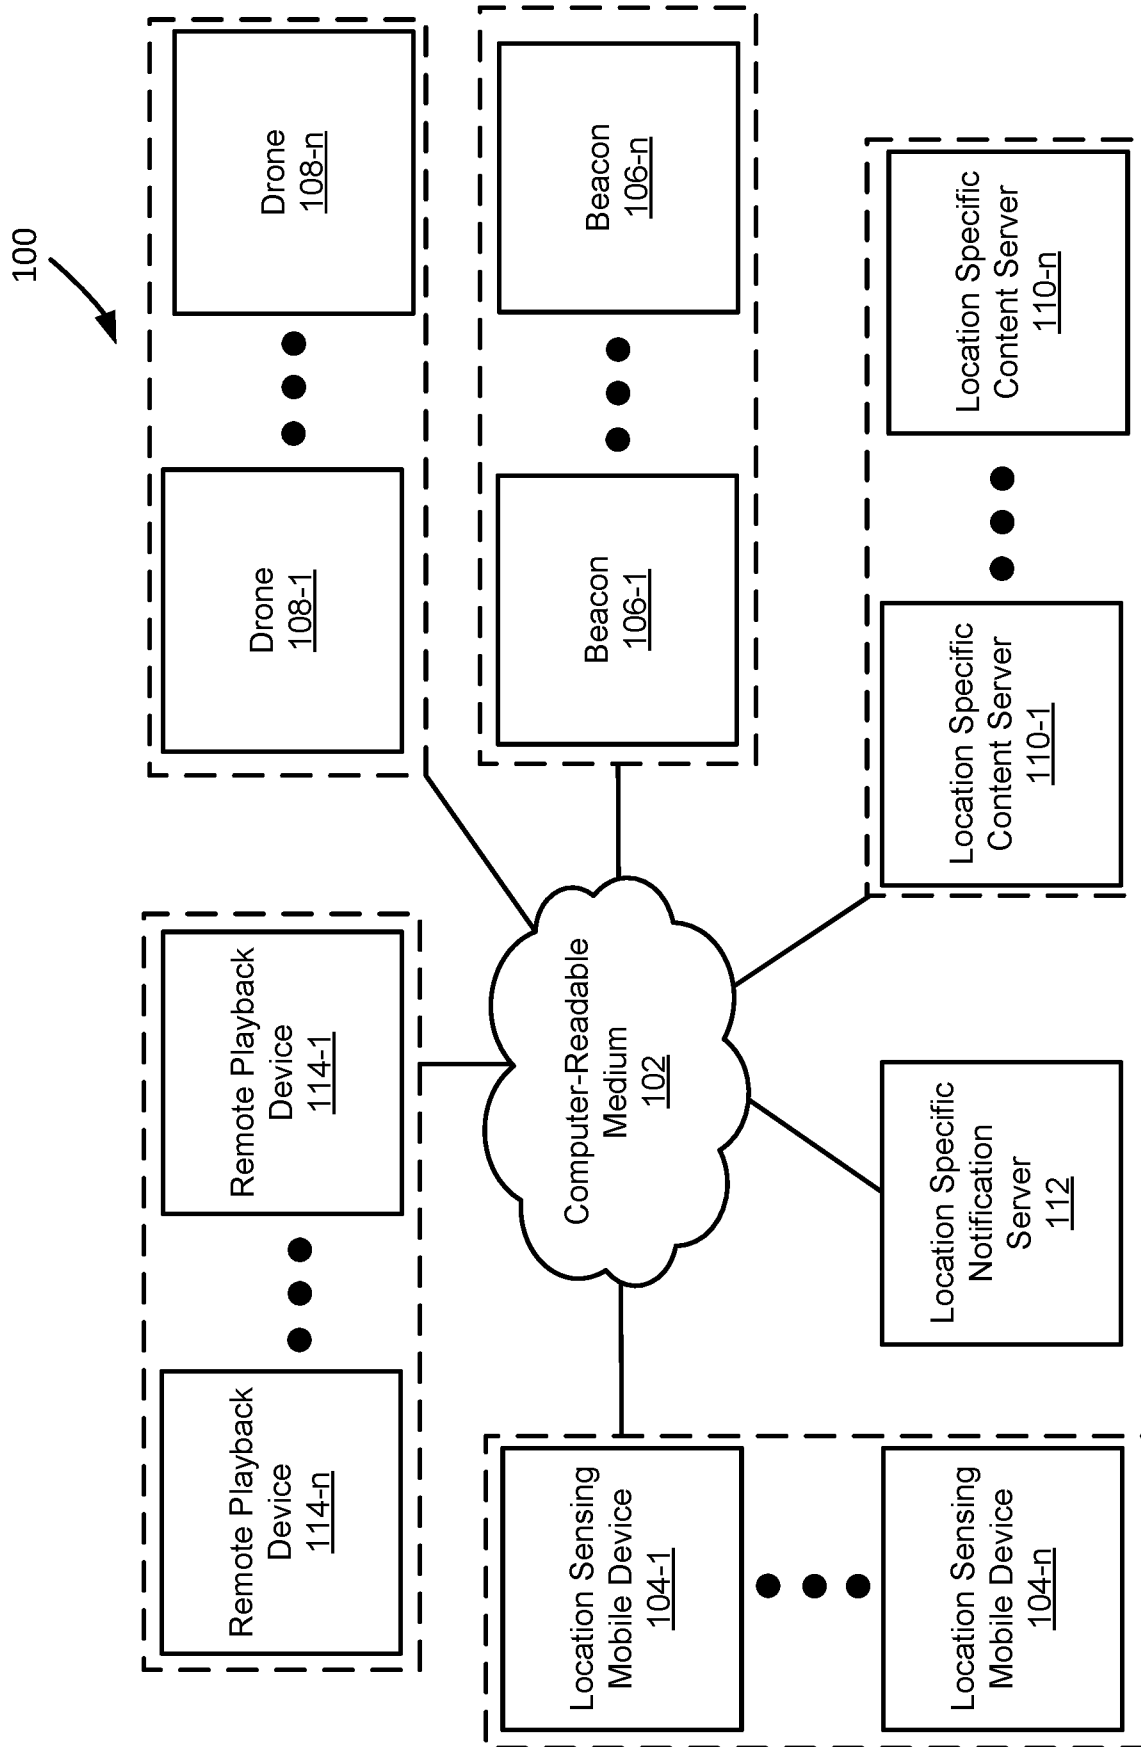 100
Remote Playback
Device
114-n
Remote Playback
Device
114-1
Drone
108-1
Drone
108-n
Location Sensing
Mobile Device
104-1
Computer-Readable
Medium
102
Beacon
106-1
Beacon
106-n
Location Sensing
Mobile Device
104-n
Location Specific
Notification
Server
112
Location Specific
Content Server
110-1
Location Specific
Content Server
110-n